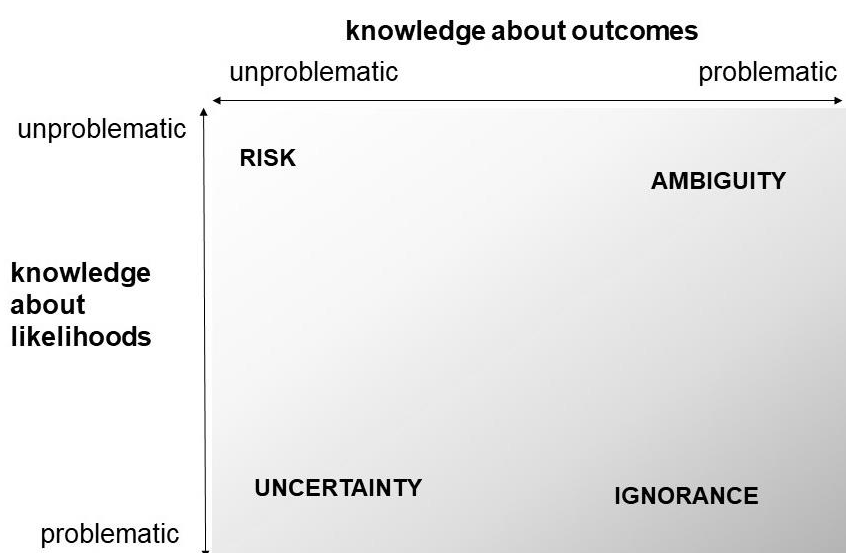 knowledge about outcomes
unproblematic
problematic
unproblematic
RISK
AMBIGUITY
knowledge
about
likelihoods
UNCERTAINTY
IGNORANCE
problematic